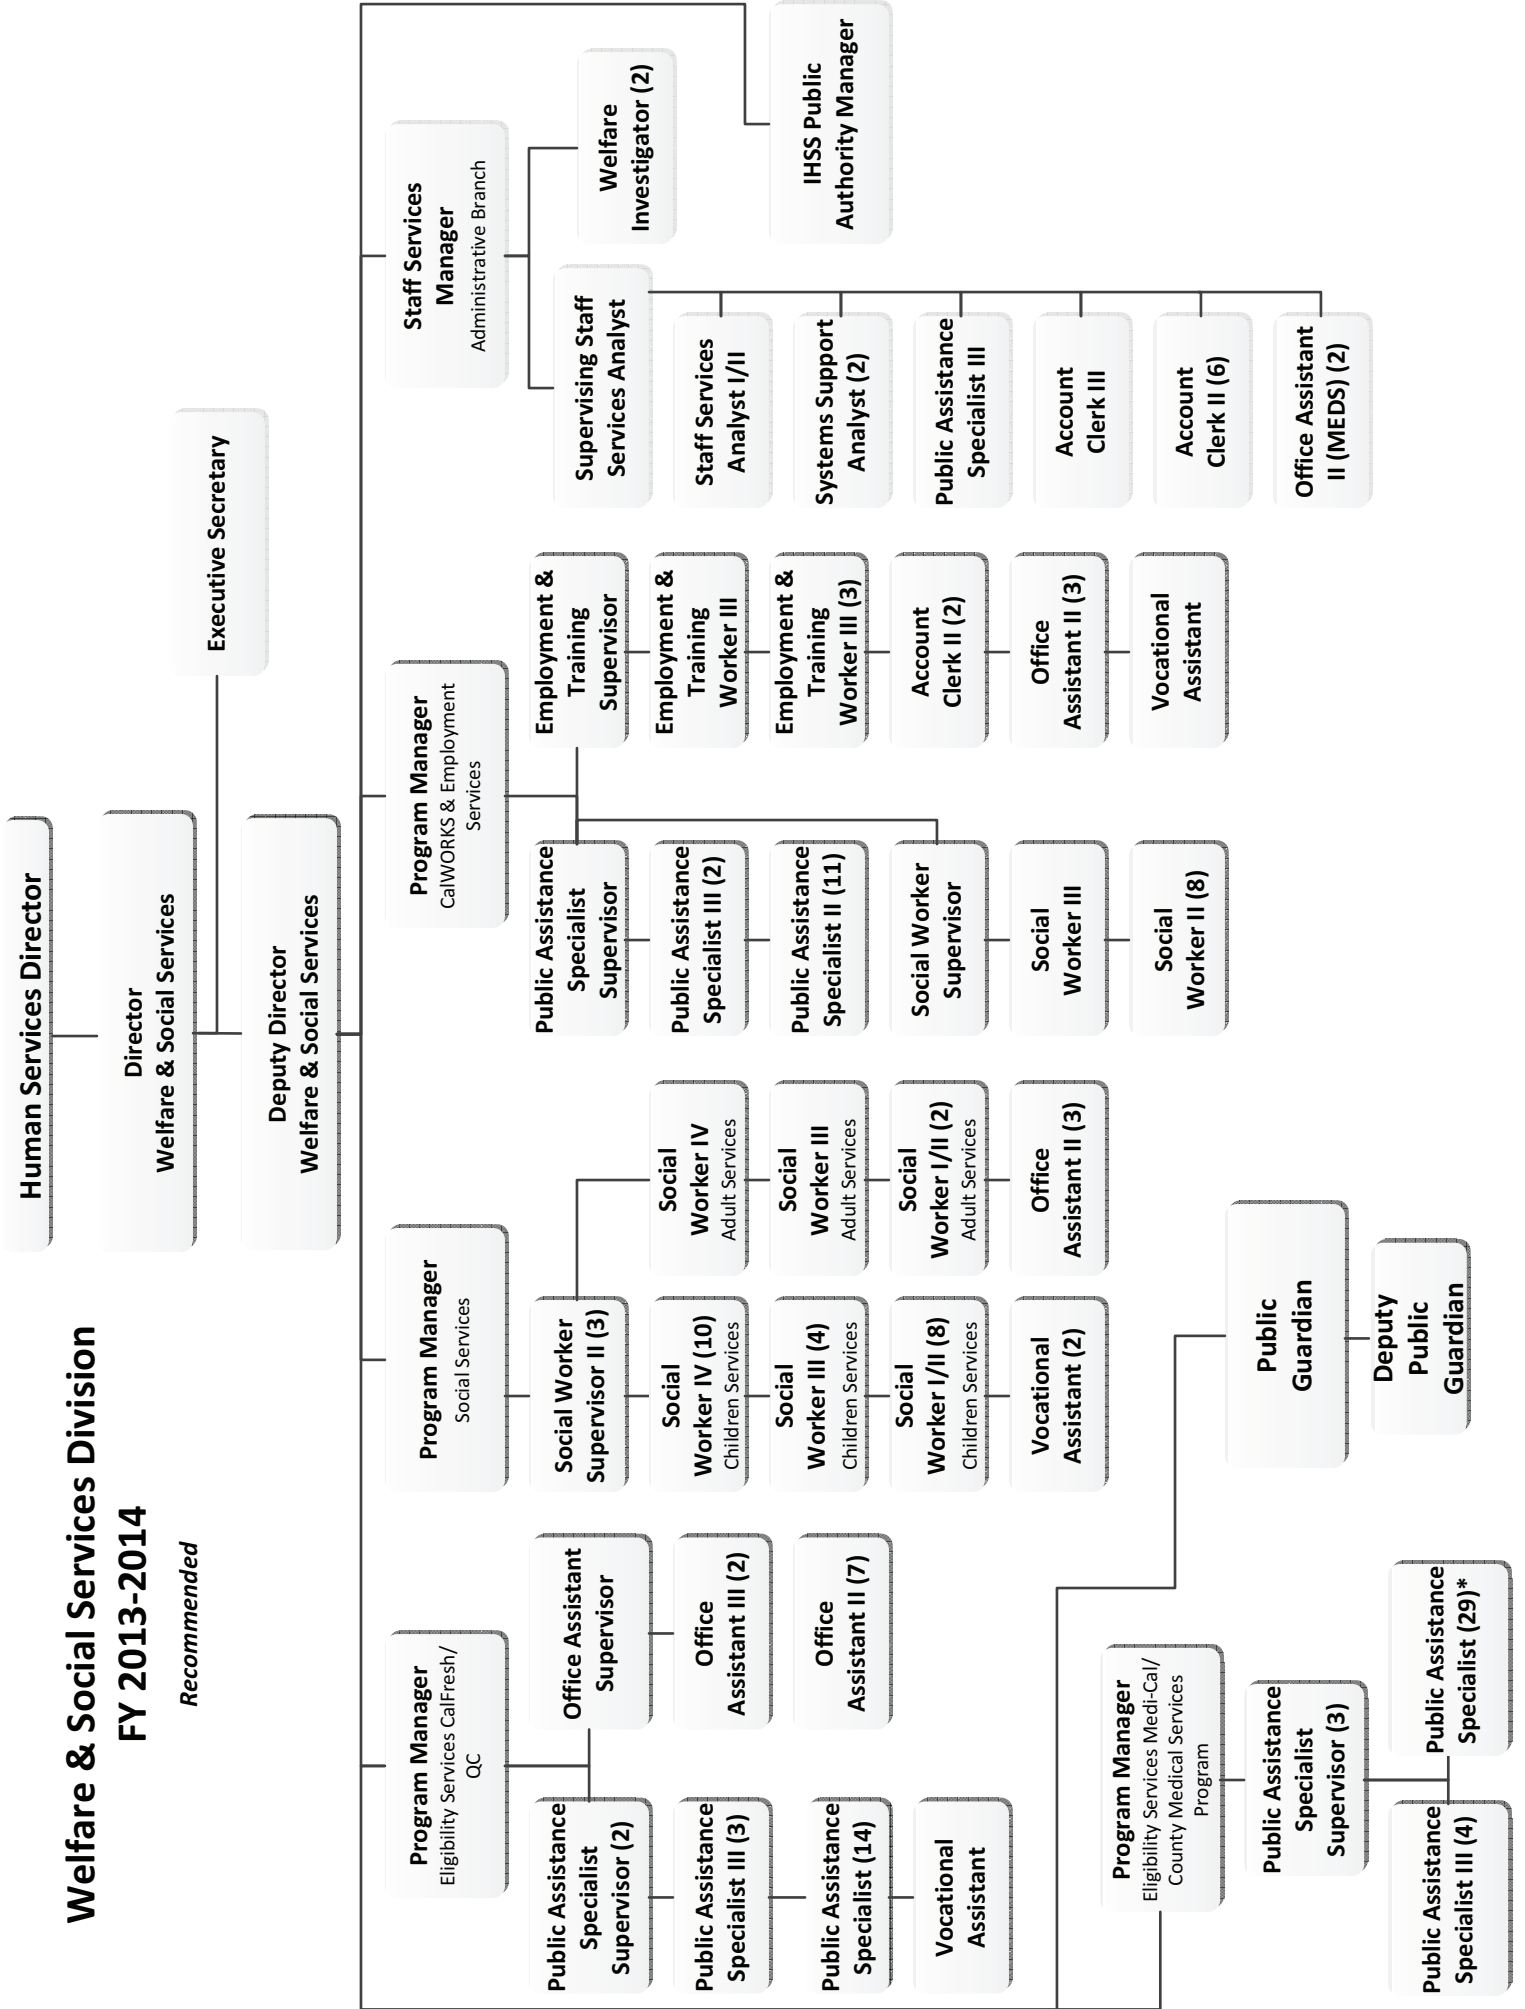 Welfare & Social Services Division
FY 2013-2014
Recommended
Human Services Director
Director
Welfare & Social Services
Executive Secretary
Deputy Director
Welfare & Social Services
Program Manager
Eligibility Services CalFresh/
QC
Public Assistance
Specialist
Supervisor (2)
Public Assistance
Specialist III (3)
Public Assistance
Specialist (14)
Vocational
Assistant
Office Assistant
Supervisor
Office
Assistant III (2)
Office
Assistant II (7)
Program Manager
Social Services
Social Worker
Supervisor II (3)
Social
Worker IV (10)
Children Services
Social
Worker III (4)
Children Services
Social
Worker I/II (8)
Children Services
Vocational
Assistant (2)
Social
Worker IV
Adult Services
Social
Worker III
Adult Services
Social
Worker I/II (2)
Adult Services
Office
Assistant II (3)
Program Manager
CalWORKS & Employment
Services
Public Assistance
Specialist
Supervisor
Public Assistance
Specialist III (2)
Public Assistance
Specialist II (11)
Social Worker
Supervisor
Social
Worker III
Social
Worker II (8)
Employment &
Training
Supervisor
Employment &
Training
Worker III
Employment &
Training
Worker III (3)
Account
Clerk II (2)
Office
Assistant II (3)
Vocational
Assistant
Staff Services
Manager
Administrative Branch
Supervising Staff
Services Analyst
Staff Services
Analyst I/II
Systems Support
Analyst (2)
Public Assistance
Specialist III
Account
Clerk III
Account
Clerk II (6)
Office Assistant
II (MEDS) (2)
Welfare
Investigator (2)
IHSS Public
Authority Manager
Program Manager
Eligibility Services Medi-Cal/
County Medical Services
Program
Public Assistance
Specialist
Supervisor (3)
Public Assistance
Specialist III (4)
Public Assistance
Specialist (29)*
Public
Guardian
Deputy
Public
Guardian